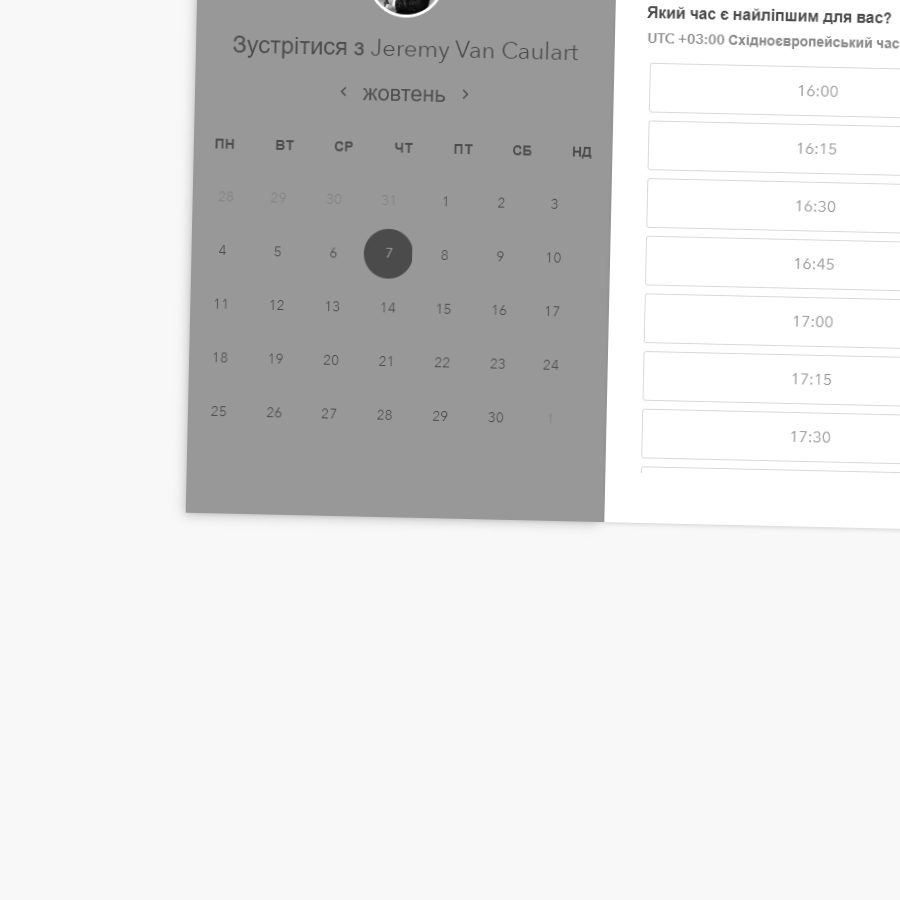 Зустрітися з Jeremy Van Caulart
‹ жовтень ›
ПН ВТ СР ЧТ ПТ СБ НД
28 29 30 31 1 2 3
4 5 6 7 8 9 10
11 12 13 14 15 16 17
18 19 20 21 22 23 24
25 26 27 28 29 30 1
Який час є найліпшим для вас?
UTC +03:00 Східноєвропейський час
16:00
16:15
16:30
16:45
17:00
17:15
17:30